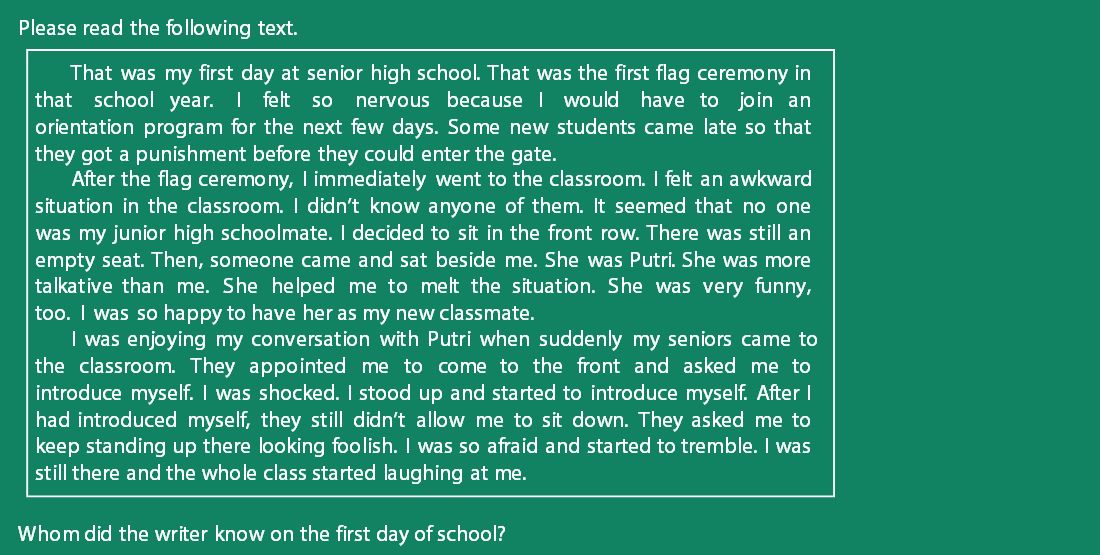 Please read the following text.
That was my first day at senior high school. That was the first flag ceremony in
that school year. I felt so nervous because I would have to join an
orientation program for the next few days. Some new students came late so that
they got a punishment before they could enter the gate.
After the flag ceremony, I immediately went to the classroom. I felt an awkward
situation in the classroom. I didn’t know anyone of them. It seemed that no one
was my junior high schoolmate. I decided to sit in the front row. There was still an
empty seat. Then, someone came and sat beside me. She was Putri. She was more
talkative than me. She helped me to melt the situation. She was very funny,
too. I was so happy to have her as my new classmate.
I was enjoying my conversation with Putri when suddenly my seniors came to
the classroom. They appointed me to come to the front and asked me to
introduce myself. I was shocked. I stood up and started to introduce myself. After I
had introduced myself, they still didn’t allow me to sit down. They asked me to
keep standing up there looking foolish. I was so afraid and started to tremble. I was
still there and the whole class started laughing at me.
Whom did the writer know on the first day of school?